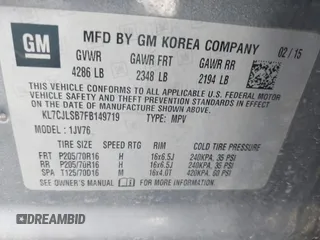 GM
MFD BY GM KOREA COMPANY
02/15
GVWR GAWR FRT GAWR RR
4286 LB 2348 LB 2194 LB
THIS VEHICLE CONFORMS TO ALL APPLICABLE U.S. FEDERAL MOTOR
VEHICLE SAFETY, BUMPER, AND THEFT PREVENTION STANDARDS IN
EFFECT ON THE DATE OF MANUFACTURE SHOWN ABOVE.
KL7CJLSB7FB149719 TYPE: MPV
MODEL: 1JV76
TIRE SIZE SPEED RTG RIM COLD TIRE PRESSURE
FRT P205/70R16 H 16x6.5J 240KPA, 35 PSI
RR P205/70R16 H 16x6.5J 240KPA, 35 PSI
SPA T125/70D16 M 16x4.0T 420KPA, 60 PSI
SEE OWNER'S MANUAL FOR ADDITIONAL INFORMATION
DREAMBID
dreambid.com